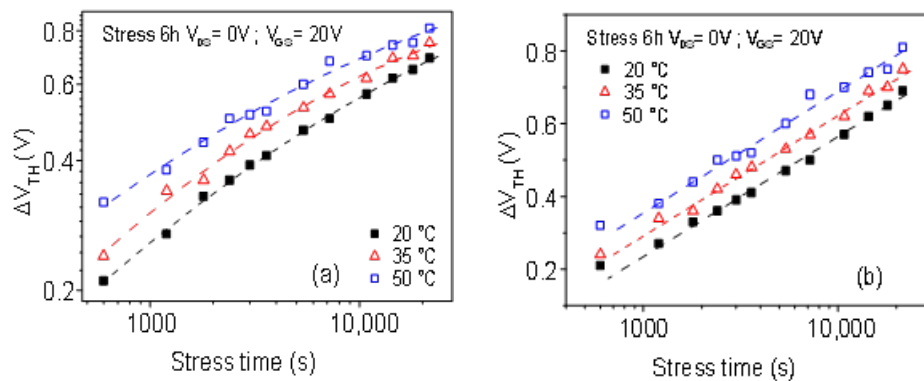 Stress 6h V_DS = 0V ; V_GS = 20V
0.8
0.6
0.4
0.2
ΔV_TH (V)
20 °C
35 °C
50 °C
(a)
1000
10,000
Stress time (s)
Stress 6h V_DS = 0V ; V_GS = 20V
20 °C
35 °C
50 °C
0.8
0.6
0.4
0.2
ΔV_TH (V)
(b)
1000
10,000
Stress time (s)